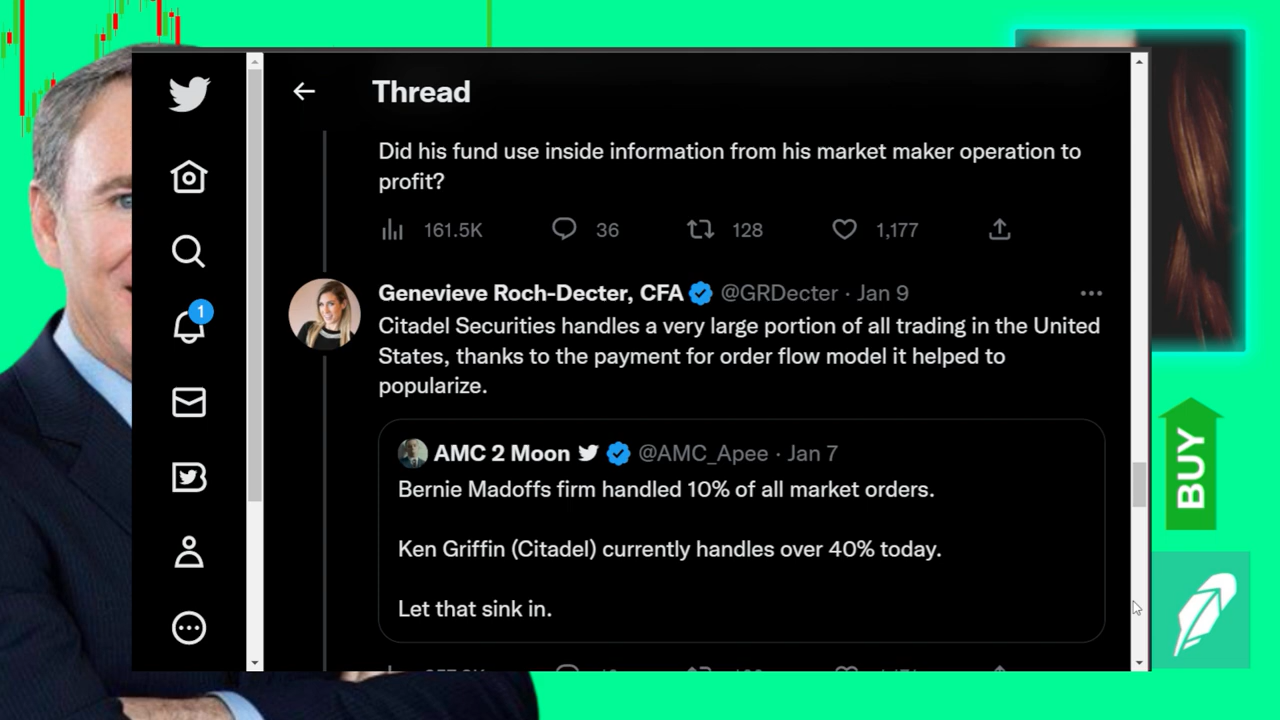 Thread
Did his fund use inside information from his market maker operation to
profit?
161.5K 36 128 1,177
Genevieve Roch-Decter, CFA @GRDecter · Jan 9
Citadel Securities handles a very large portion of all trading in the United
States, thanks to the payment for order flow model it helped to
popularize.
AMC 2 Moon @AMC_Apee · Jan 7
Bernie Madoffs firm handled 10% of all market orders.
Ken Griffin (Citadel) currently handles over 40% today.
Let that sink in.
1
BUY